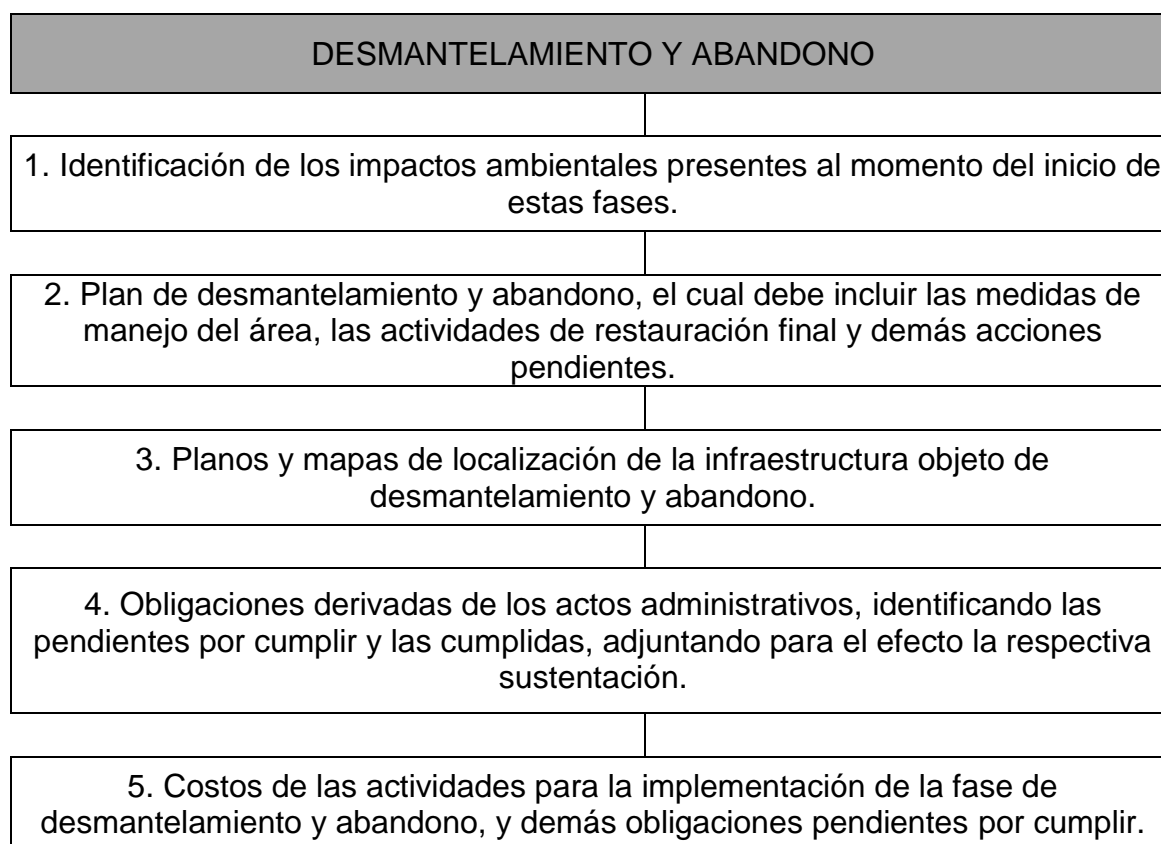 DESMANTELAMIENTO Y ABANDONO
1. Identificación de los impactos ambientales presentes al momento del inicio de
estas fases.
2. Plan de desmantelamiento y abandono, el cual debe incluir las medidas de
manejo del área, las actividades de restauración final y demás acciones
pendientes.
3. Planos y mapas de localización de la infraestructura objeto de
desmantelamiento y abandono.
4. Obligaciones derivadas de los actos administrativos, identificando las
pendientes por cumplir y las cumplidas, adjuntando para el efecto la respectiva
sustentación.
5. Costos de las actividades para la implementación de la fase de
desmantelamiento y abandono, y demás obligaciones pendientes por cumplir.